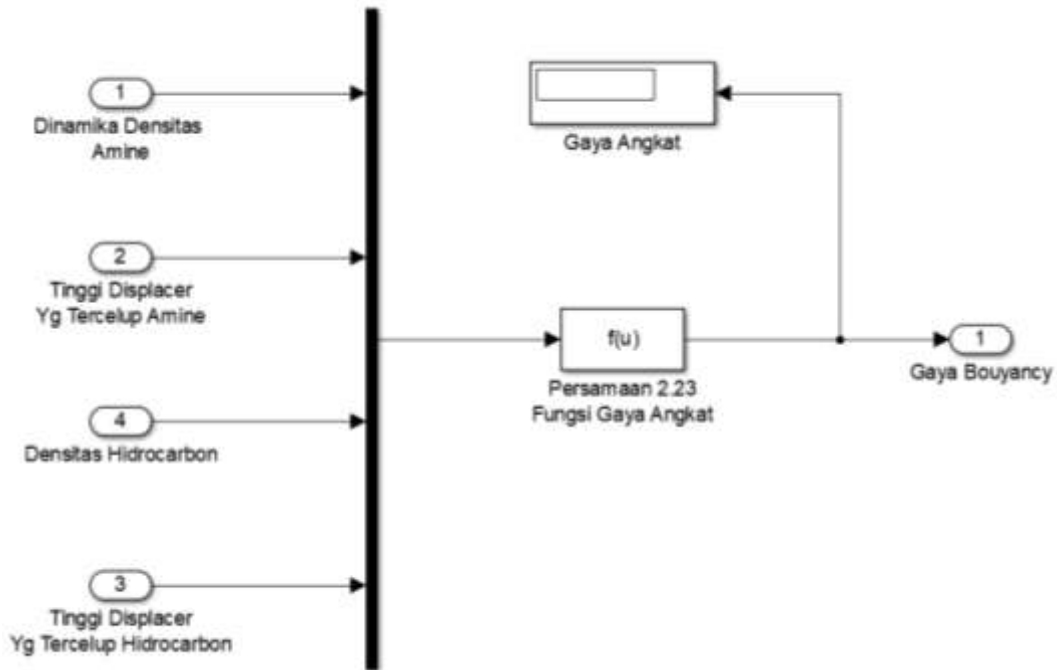 1
Dinamika Densitas
Amine
2
Tinggi Displacer
Yg Tercelup Amine
4
Densitas Hidrocarbon
3
Tinggi Displacer
Yg Tercelup Hidrocarbon
Gaya Angkat
f(u)
Persamaan 2.23
Fungsi Gaya Angkat
1
Gaya Bouyancy